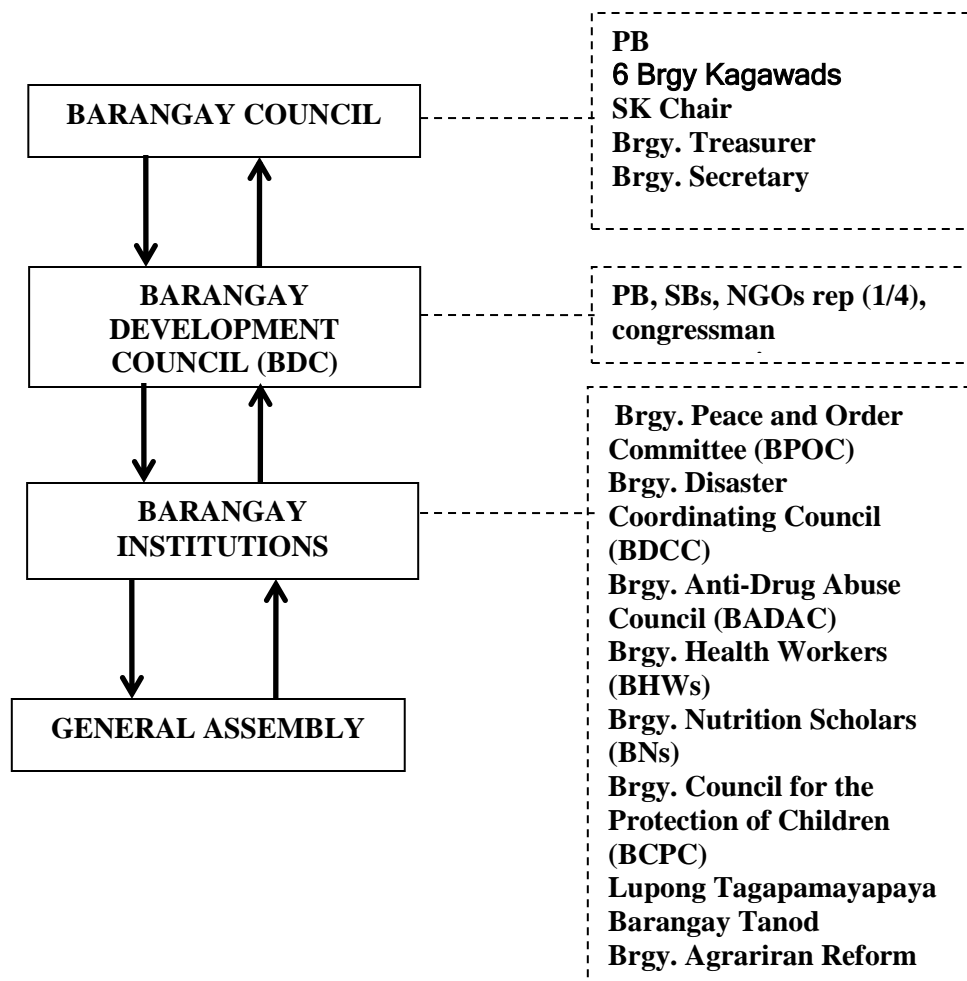 BARANGAY COUNCIL
PB
6 Brgy Kagawads
SK Chair
Brgy. Treasurer
Brgy. Secretary
BARANGAY
DEVELOPMENT
COUNCIL (BDC)
PB, SBs, NGOs rep (1/4),
congressman
BARANGAY
INSTITUTIONS
Brgy. Peace and Order
Committee (BPOC)
Brgy. Disaster
Coordinating Council
(BDCC)
Brgy. Anti-Drug Abuse
Council (BADAC)
Brgy. Health Workers
(BHWs)
Brgy. Nutrition Scholars
(BNs)
Brgy. Council for the
Protection of Children
(BCPC)
Lupong Tagapamayapaya
Barangay Tanod
Brgy. Agrariran Reform
GENERAL ASSEMBLY